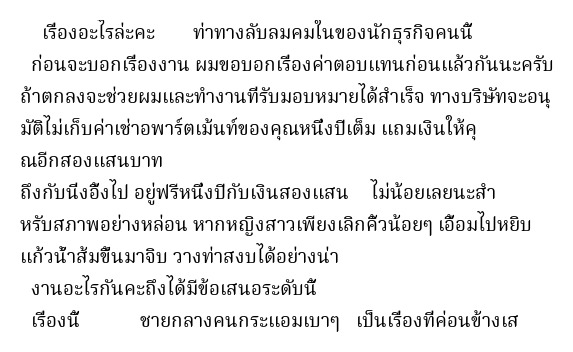 เรื่องอะไรล่ะคะ ท่าทางลับลมคมในของนักธุรกิจคนนี้
ก่อนจะบอกเรื่องงาน ผมขอบอกเรื่องค่าตอบแทนก่อนแล้วกันนะครับ
ถ้าตกลงจะช่วยผมและทำงานที่รับมอบหมายได้สำเร็จ ทางบริษัทจะอนุ
มัติไม่เก็บค่าเช่าอพาร์ตเม้นท์ของคุณหนึ่งปีเต็ม แถมเงินให้คุ
ณอีกสองแสนบาท
ถึงกับนิ่งอึ้งไป อยู่ฟรีหนึ่งปีกับเงินสองแสน ไม่น้อยเลยนะสำ
หรับสภาพอย่างหล่อน หากหญิงสาวเพียงเลิกคิ้วน้อยๆ เอื้อมไปหยิบ
แก้วน้ำส้มขึ้นมาจิบ วางท่าสงบได้อย่างน่า
งานอะไรกันคะถึงได้มีข้อเสนอระดับนี้
เรื่องนี้ ชายกลางคนกระแอมเบาๆ เป็นเรื่องที่ค่อนข้างเส